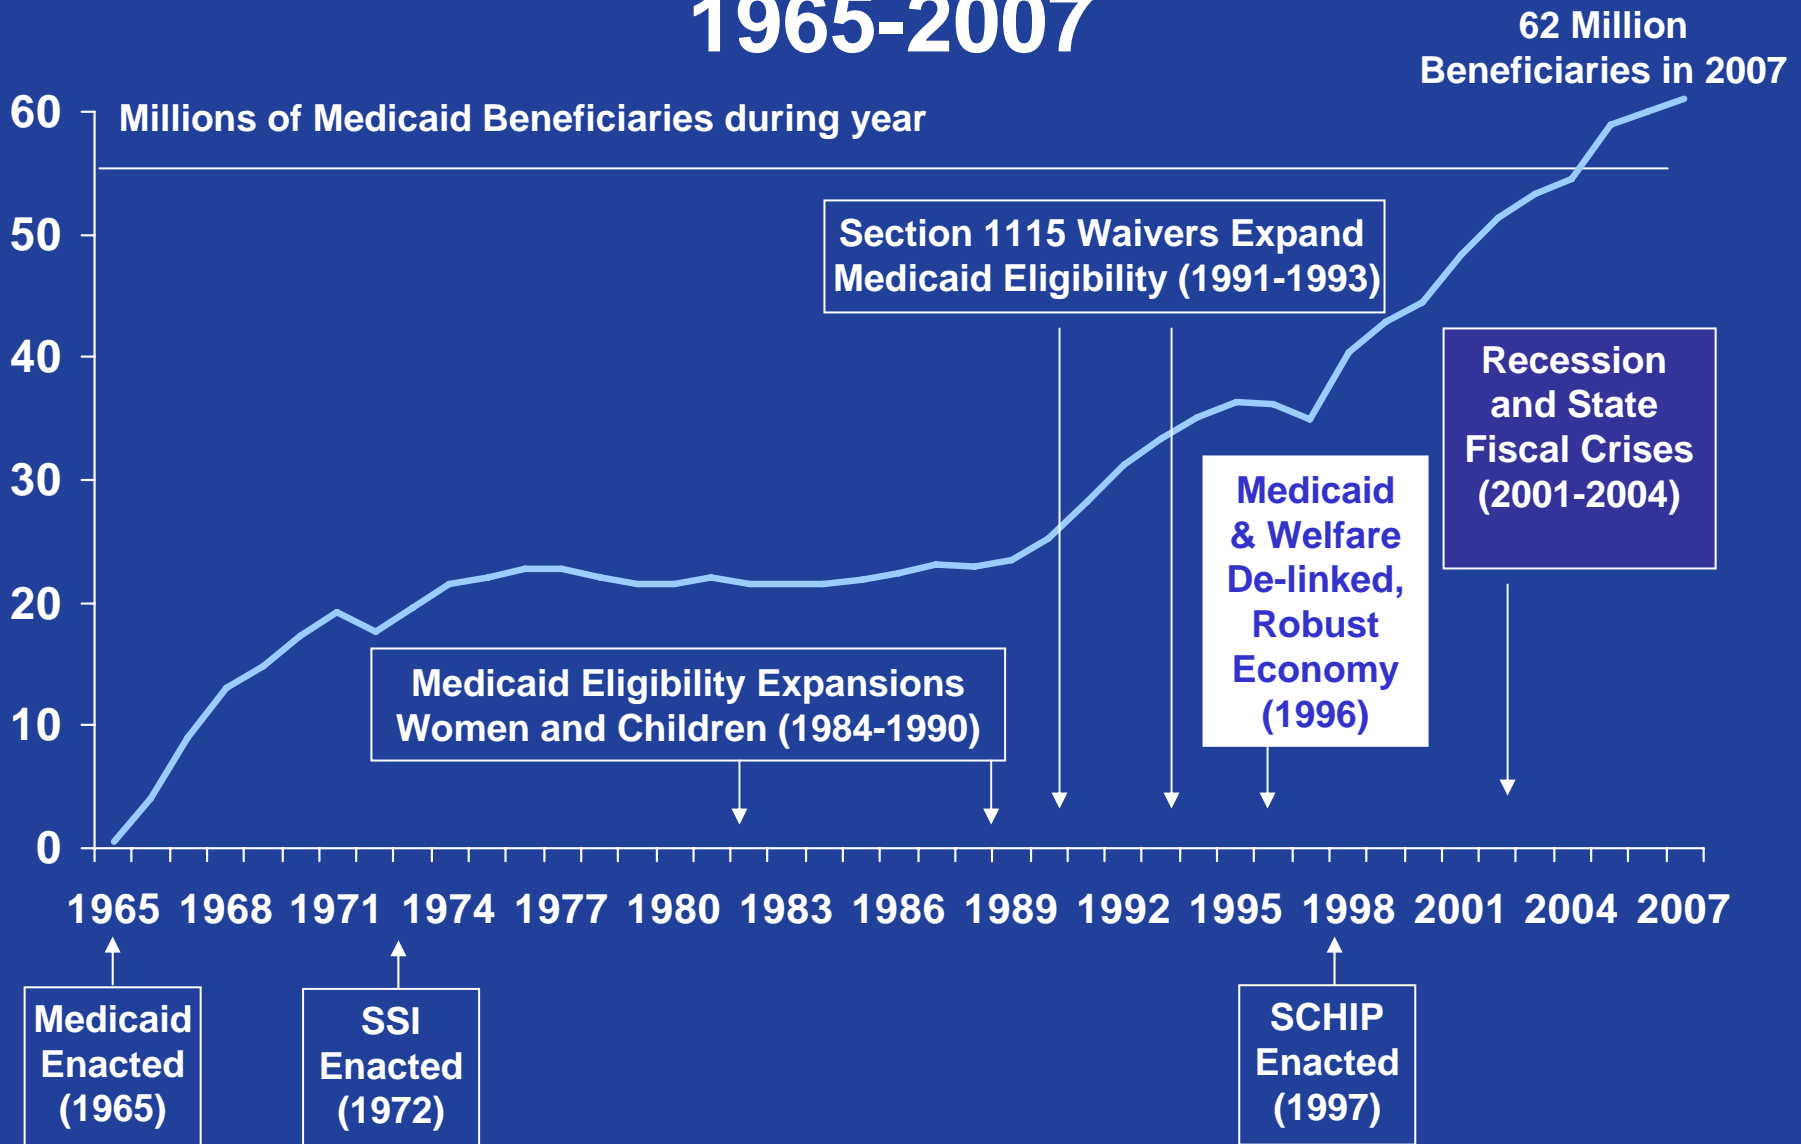 1965-2007
62 Million
Beneficiaries in 2007
Millions of Medicaid Beneficiaries during year
60
50
40
30
20
10
0
Section 1115 Waivers Expand
Medicaid Eligibility (1991-1993)
Recession
and State
Fiscal Crises
(2001-2004)
Medicaid
& Welfare
De-linked,
Robust
Economy
(1996)
Medicaid Eligibility Expansions
Women and Children (1984-1990)
1965 1968 1971 1974 1977 1980 1983 1986 1989 1992 1995 1998 2001 2004 2007
Medicaid
Enacted
(1965)
SSI
Enacted
(1972)
SCHIP
Enacted
(1997)